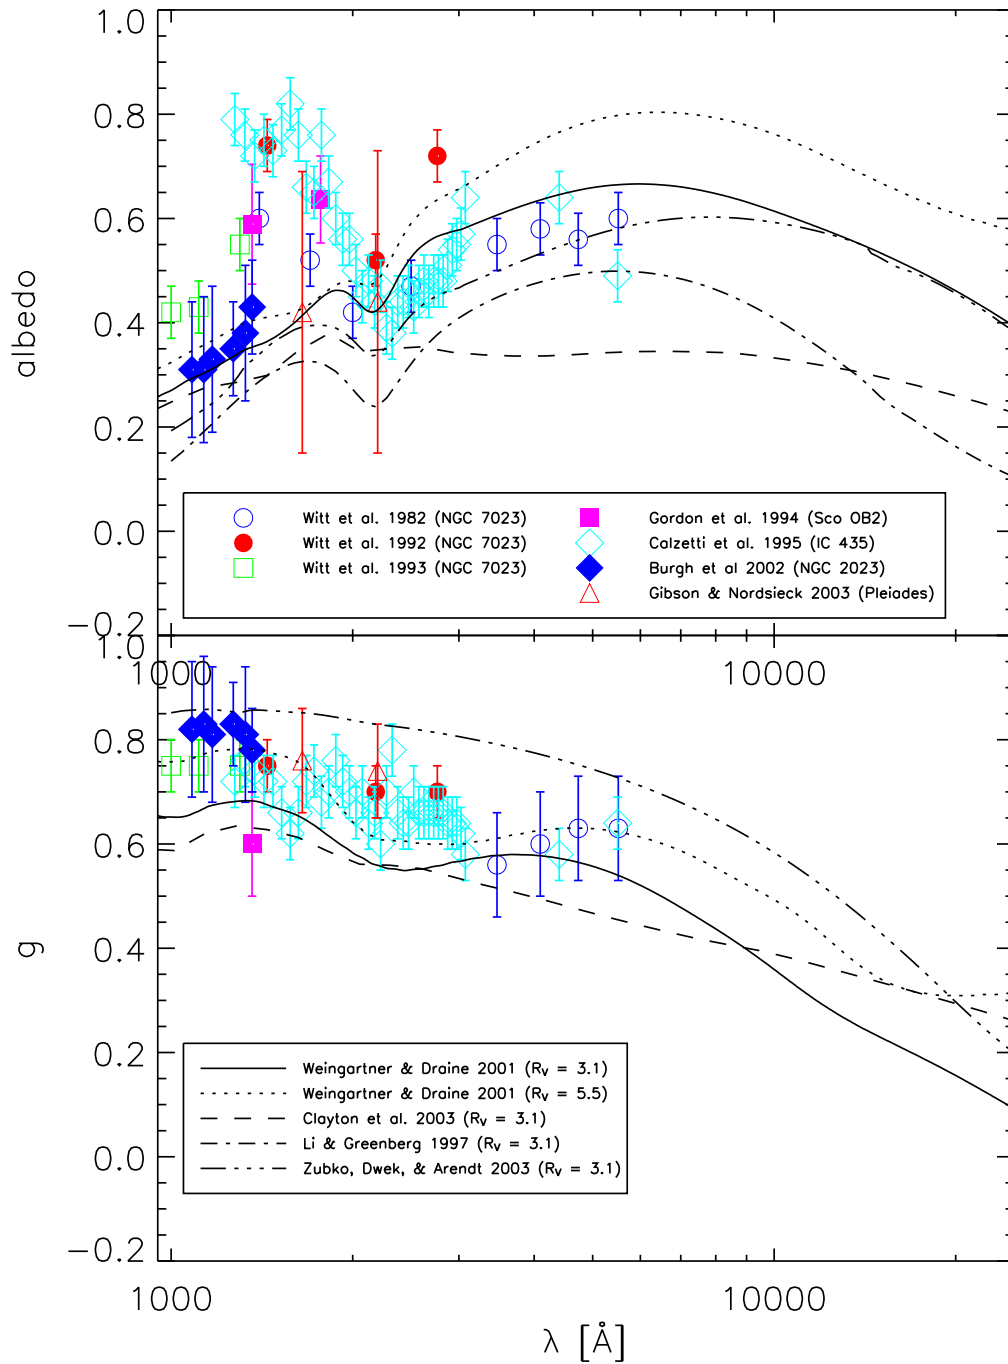 1.0
0.8
0.6
0.4
0.2
0.0
−0.2
albedo
Witt et al. 1982 (NGC 7023)
Witt et al. 1992 (NGC 7023)
Witt et al. 1993 (NGC 7023)
Gordon et al. 1994 (Sco OB2)
Calzetti et al. 1995 (IC 435)
Burgh et al 2002 (NGC 2023)
Gibson & Nordsieck 2003 (Pleiades)
1000
10000
1.0
0.8
0.6
0.4
0.2
0.0
−0.2
g
Weingartner & Draine 2001 (Rv = 3.1)
Weingartner & Draine 2001 (Rv = 5.5)
Clayton et al. 2003 (Rv = 3.1)
Li & Greenberg 1997 (Rv = 3.1)
Zubko, Dwek, & Arendt 2003 (Rv = 3.1)
1000
10000
λ [Å]